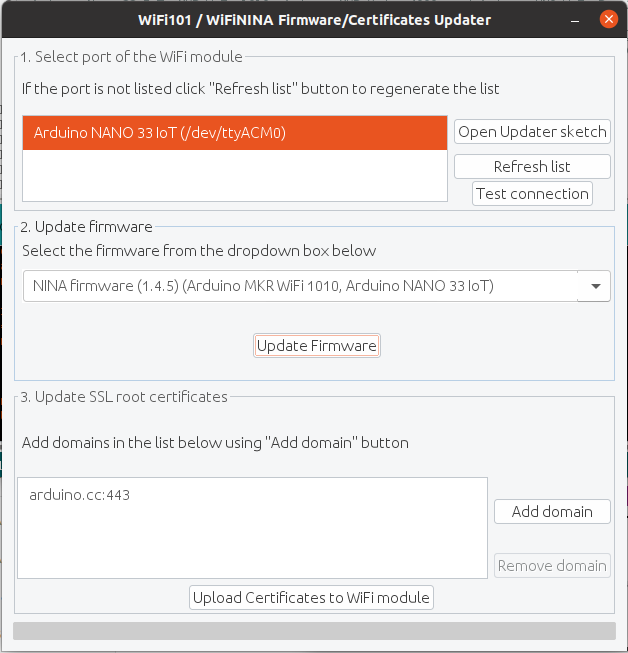 WiFi101 / WiFiNINA Firmware/Certificates Updater
1. Select port of the WiFi module
If the port is not listed click "Refresh list" button to regenerate the list
Arduino NANO 33 IoT (/dev/ttyACM0)
Open Updater sketch
Refresh list
Test connection
2. Update firmware
Select the firmware from the dropdown box below
NINA firmware (1.4.5) (Arduino MKR WiFi 1010, Arduino NANO 33 IoT)
Update Firmware
3. Update SSL root certificates
Add domains in the list below using "Add domain" button
arduino.cc:443
Add domain
Remove domain
Upload Certificates to WiFi module